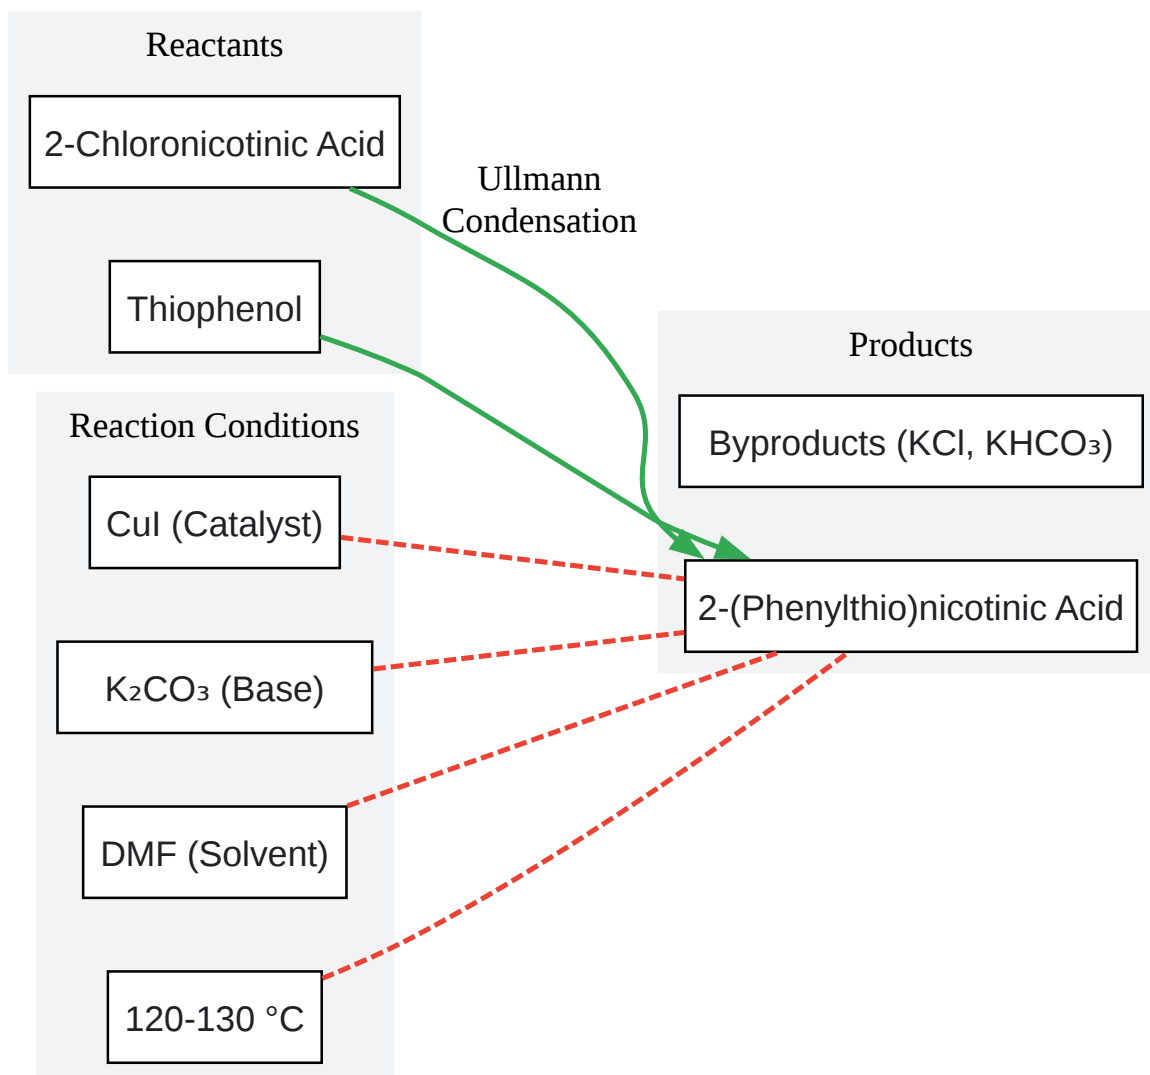 Reactants
2-Chloronicotinic Acid
Thiophenol
Ullmann
Condensation
Reaction Conditions
CuI (Catalyst)
K₂CO₃ (Base)
DMF (Solvent)
120-130 °C
Products
Byproducts (KCl, KHCO₃)
2-(Phenylthio)nicotinic Acid